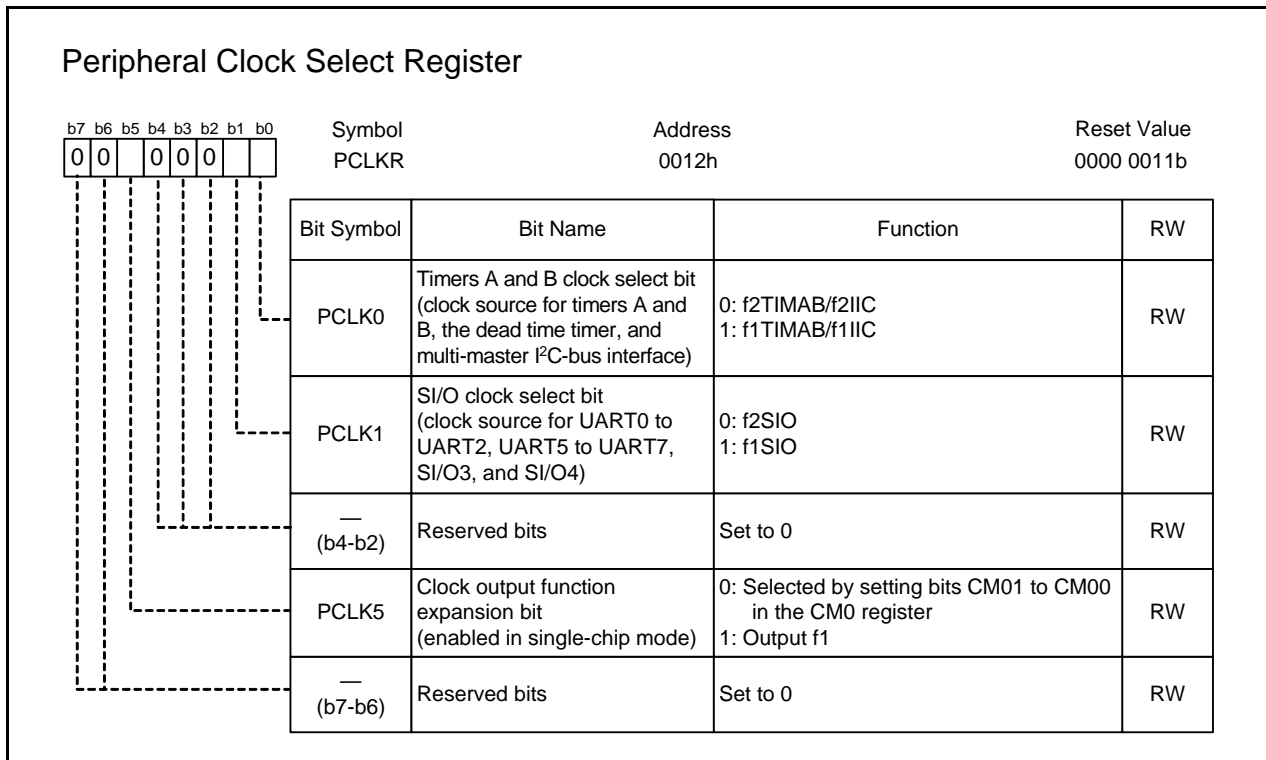 Peripheral Clock Select Register
b7 b6 b5 b4 b3 b2 b1 b0
0 0 0 0 0
Symbol Address Reset Value
PCLKR 0012h 0000 0011b
Bit Symbol Bit Name Function RW
PCLK0
Timers A and B clock select bit
(clock source for timers A and
B, the dead time timer, and
multi-master I²C-bus interface)
0: f2TIMAB/f2IIC
1: f1TIMAB/f1IIC
RW
PCLK1
SI/O clock select bit
(clock source for UART0 to
UART2, UART5 to UART7,
SI/O3, and SI/O4)
0: f2SIO
1: f1SIO
RW
—
(b4-b2)
Reserved bits
Set to 0
RW
PCLK5
Clock output function
expansion bit
(enabled in single-chip mode)
0: Selected by setting bits CM01 to CM00
in the CM0 register
1: Output f1
RW
—
(b7-b6)
Reserved bits
Set to 0
RW